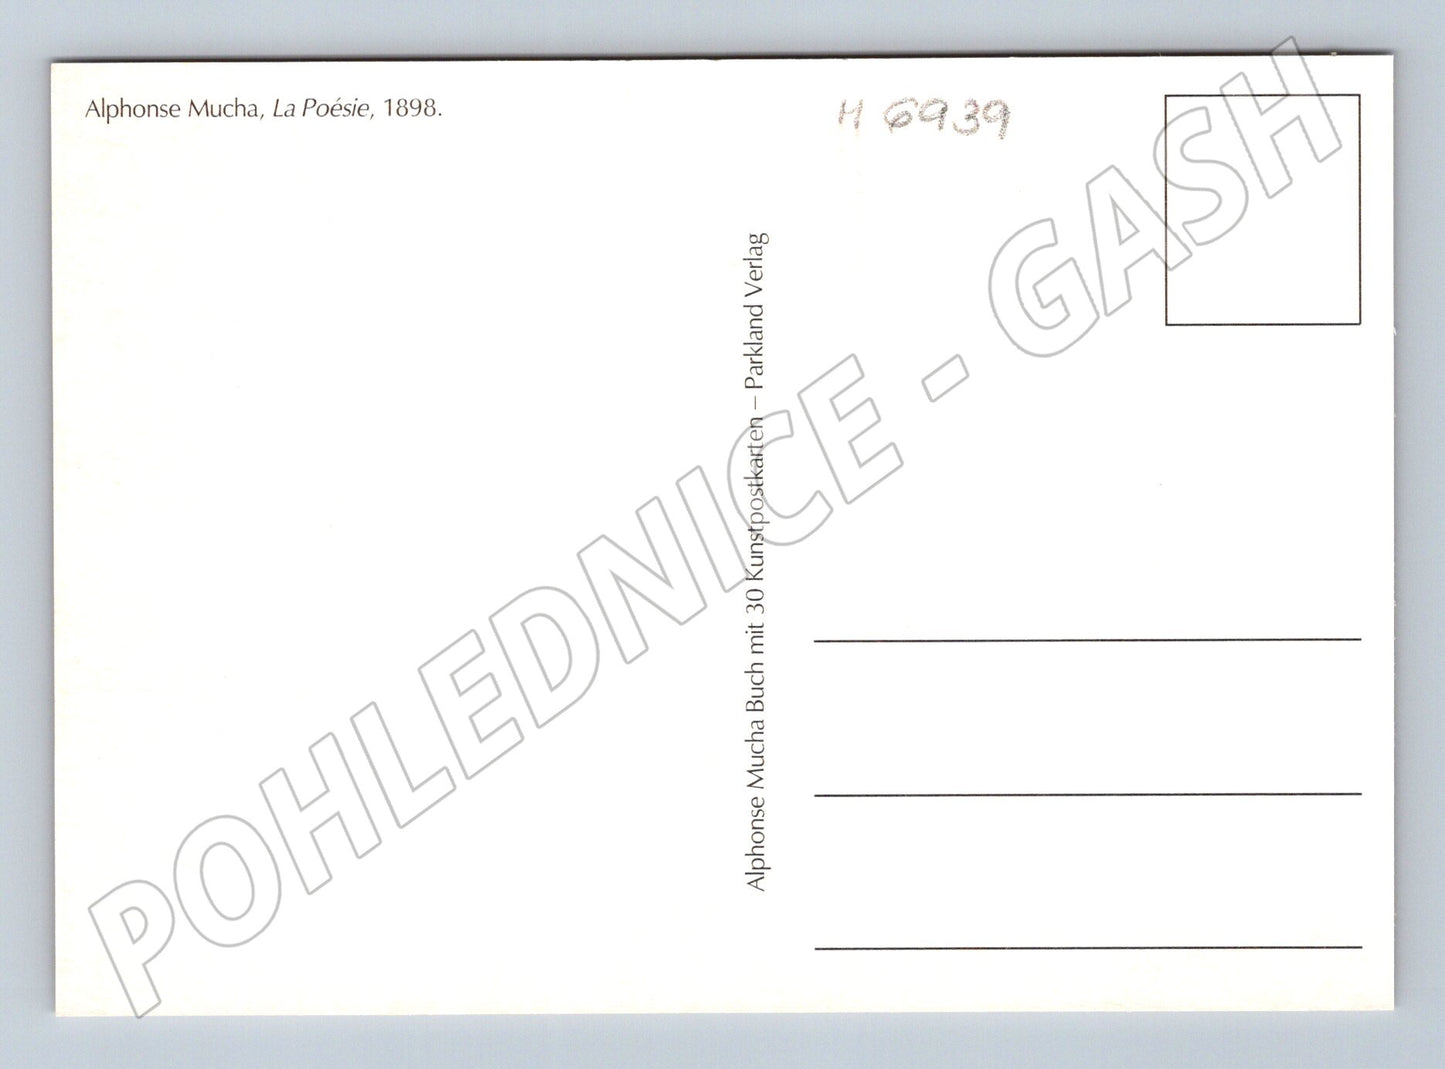 Alphonse Mucha, La Poésie, 1898.
H 6939
Alphonse Mucha Buch mit 30 Kunstpostkarten – Parkland Verlag
POHLEDNICE - GASH